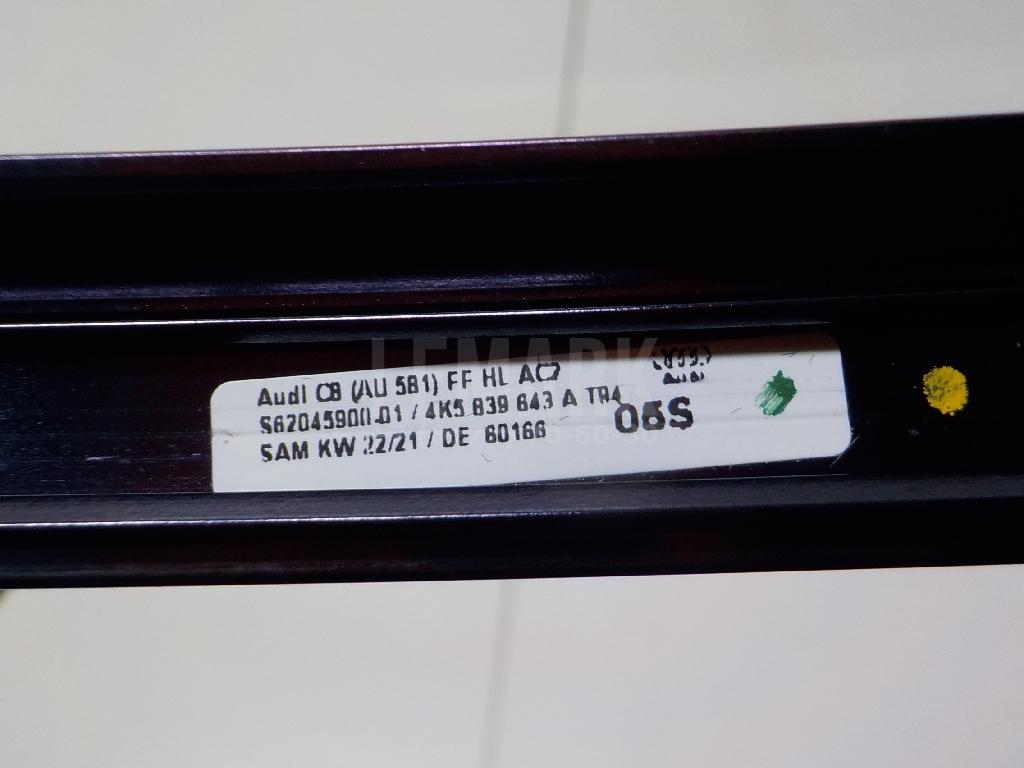 Audi C8 (AU 581) FF HL AC7
S62045900-01 / 4K5 839 643 A TR4
06S
SAM KW 22/21 / DE 60166
LEMARK